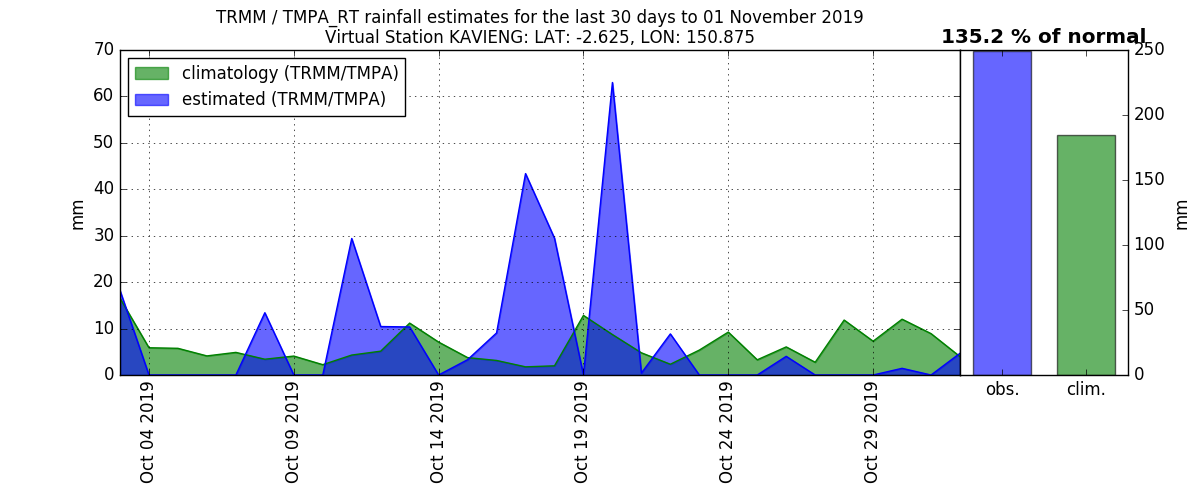 TRMM / TMPA_RT rainfall estimates for the last 30 days to 01 November 2019
Virtual Station KAVIENG: LAT: -2.625, LON: 150.875
135.2 % of normal
climatology (TRMM/TMPA)
estimated (TRMM/TMPA)
mm
70
60
50
40
30
20
10
0
Oct 04 2019
Oct 09 2019
Oct 14 2019
Oct 19 2019
Oct 24 2019
Oct 29 2019
obs.
clim.
250
200
150
100
50
0
mm